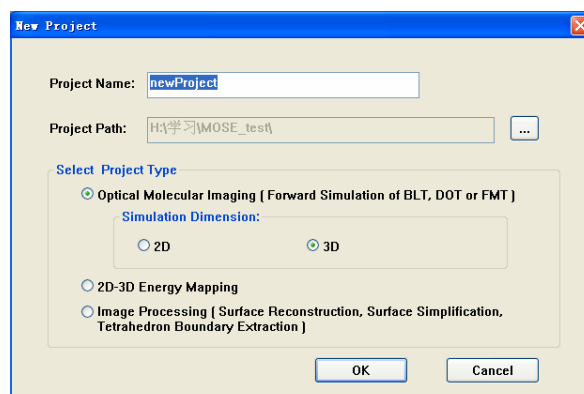 New Project
Project Name: newProject
Project Path: H:\学习\MOSE_test\ ...
Select Project Type
Optical Molecular Imaging ( Forward Simulation of BLT, DOT or FMT )
Simulation Dimension:
2D 3D
2D-3D Energy Mapping
Image Processing ( Surface Reconstruction, Surface Simplification,
Tetrahedron Boundary Extraction )
OK Cancel